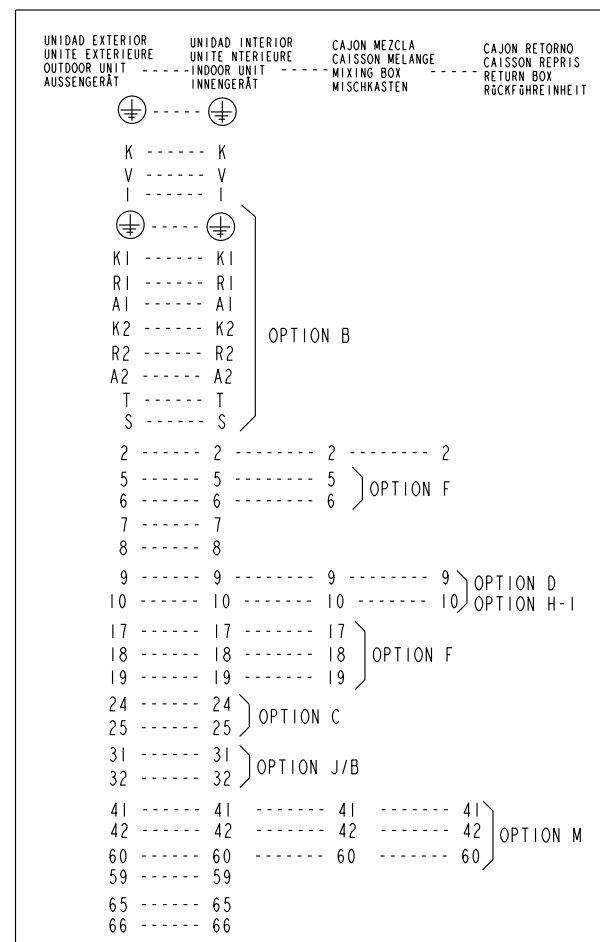 UNIDAD EXTERIOR UNIDAD INTERIOR CAJON MEZCLA CAJON RETORNO
UNITE EXTERIEURE UNITE NTERIEURE CAISSON MELANGE CAISSON REPRIS
OUTDOOR UNIT -----INDOOR UNIT ----- MIXING BOX ----- RETURN BOX
AUSSENGERÄT INNENGERÄT MISCHKASTEN RÜCKFÜHREINHEIT
-----
K ------ K
V ------ V
I ------ I
-----
K1 ------ K1
R1 ------ R1
A1 ------ A1
K2 ------ K2
R2 ------ R2
A2 ------ A2
T ------ T
S ------ S
OPTION B
2 ------ 2 -------- 2 -------- 2
5 ------ 5 -------- 5
6 ------ 6 -------- 6
OPTION F
7 ------ 7
8 ------ 8
9 ------ 9 -------- 9 -------- 9 OPTION D
10 ------ 10 ------- 10 ------- 10 OPTION H-I
17 ------ 17 ------- 17
18 ------ 18 ------- 18 OPTION F
19 ------ 19 ------- 19
24 ------ 24
25 ------ 25
OPTION C
31 ------ 31
32 ------ 32
OPTION J/B
41 ------ 41 ------- 41 ------- 41
42 ------ 42 ------- 42 ------- 42 OPTION M
60 ------ 60 ------- 60 ------- 60
59 ------ 59
65 ------ 65
66 ------ 66